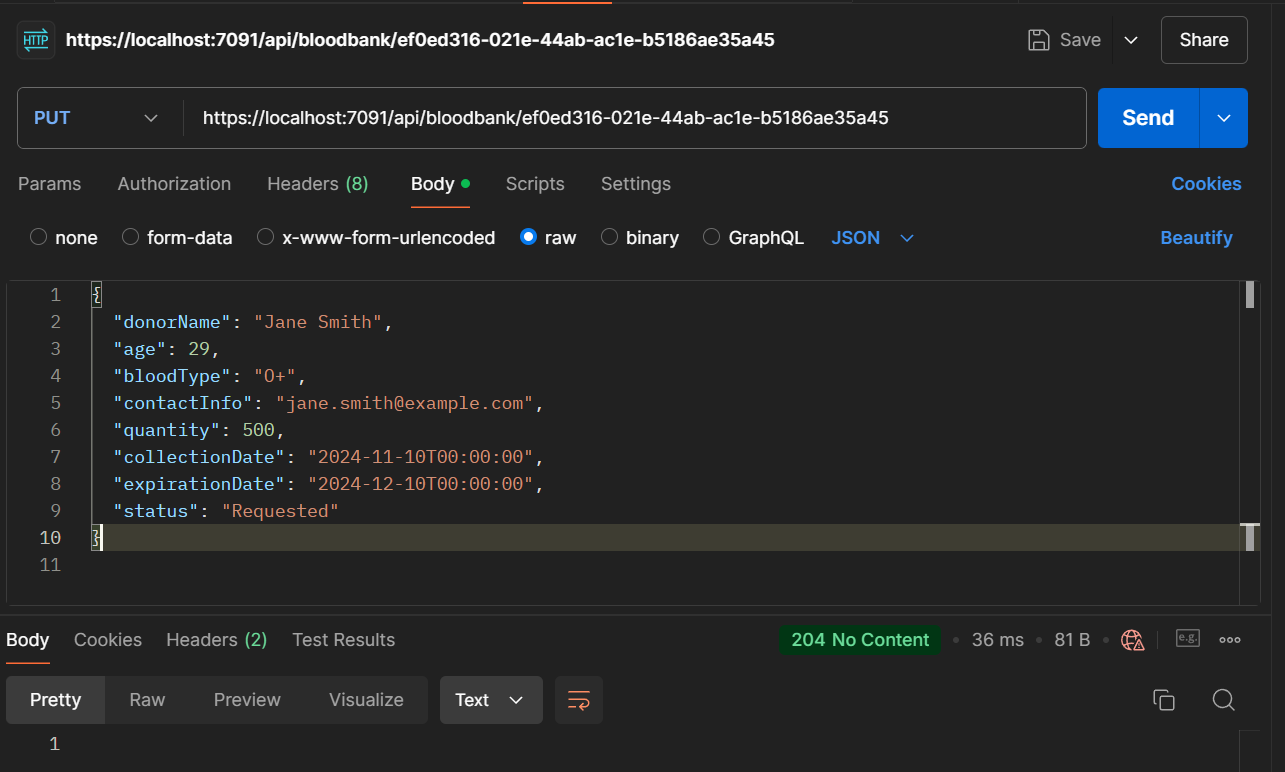 HTTP https://localhost:7091/api/bloodbank/ef0ed316-021e-44ab-ac1e-b5186ae35a45 Save Share
PUT https://localhost:7091/api/bloodbank/ef0ed316-021e-44ab-ac1e-b5186ae35a45 Send
Params Authorization Headers (8) Body Scripts Settings Cookies
none form-data x-www-form-urlencoded raw binary GraphQL JSON Beautify
1 {
2 "donorName": "Jane Smith",
3 "age": 29,
4 "bloodType": "O+",
5 "contactInfo": "jane.smith@example.com",
6 "quantity": 500,
7 "collectionDate": "2024-11-10T00:00:00",
8 "expirationDate": "2024-12-10T00:00:00",
9 "status": "Requested"
10 }
11
Body Cookies Headers (2) Test Results 204 No Content 36 ms 81 B e.g.
Pretty Raw Preview Visualize Text
1